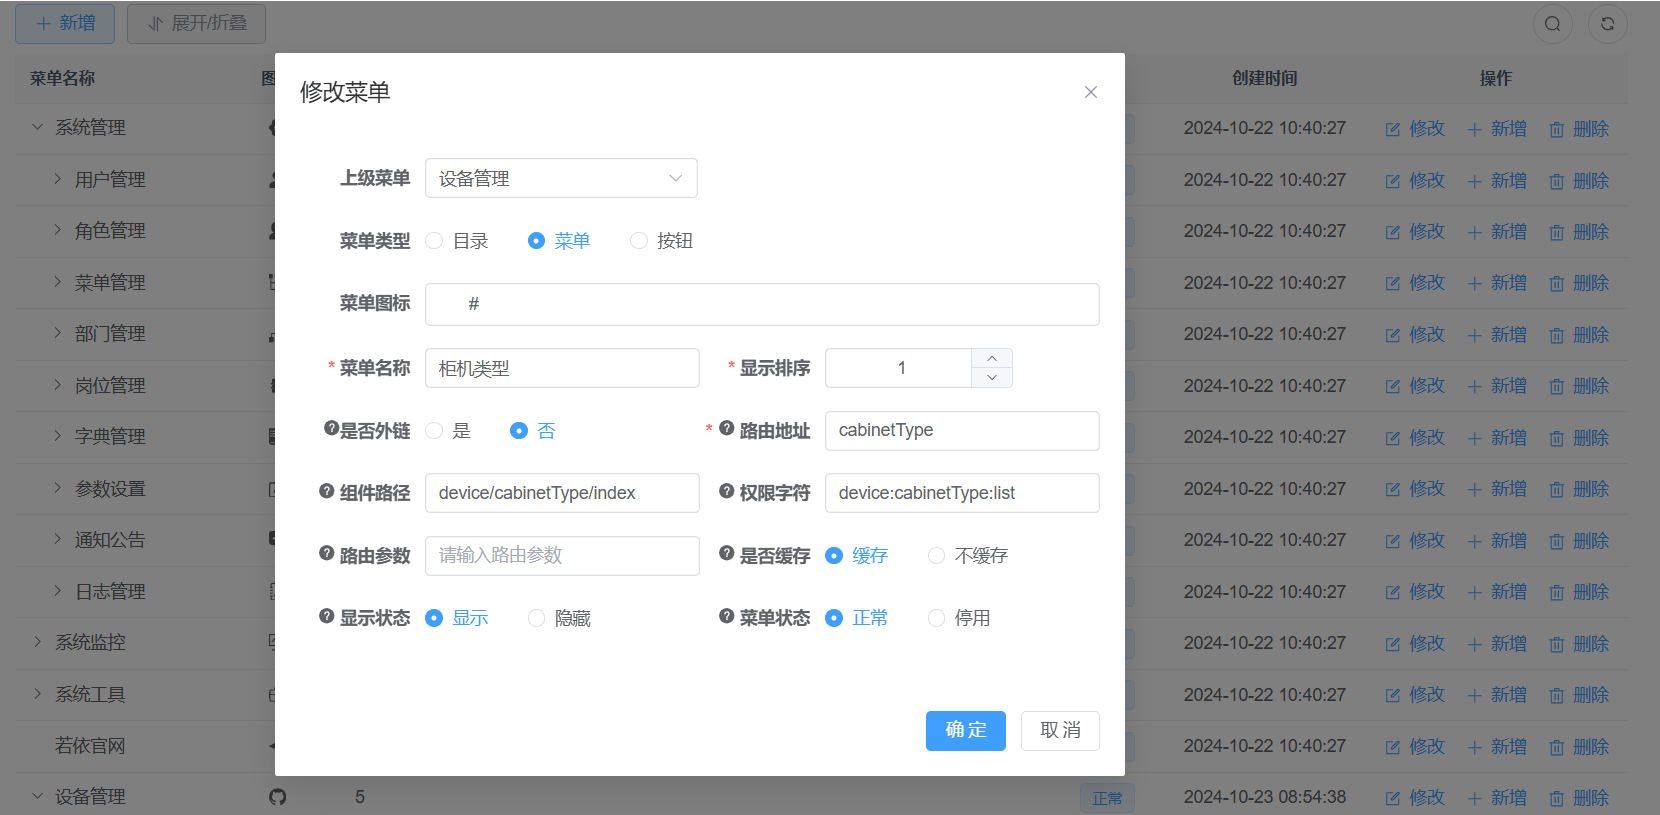 新增 展开/折叠
菜单名称 图 创建时间 操作
修改菜单
系统管理 2024-10-22 10:40:27 修改 新增 删除
上级菜单 设备管理
用户管理 2024-10-22 10:40:27 修改 新增 删除
角色管理 2024-10-22 10:40:27 修改 新增 删除
菜单类型 目录 菜单 按钮
菜单管理 2024-10-22 10:40:27 修改 新增 删除
菜单图标 #
部门管理 2024-10-22 10:40:27 修改 新增 删除
* 菜单名称 柜机类型 * 显示排序 1
岗位管理 2024-10-22 10:40:27 修改 新增 删除
是否外链 是 否 * 路由地址 cabinetType
字典管理 2024-10-22 10:40:27 修改 新增 删除
组件路径 device/cabinetType/index 权限字符 device:cabinetType:list
参数设置 2024-10-22 10:40:27 修改 新增 删除
通知公告 2024-10-22 10:40:27 修改 新增 删除
路由参数 请输入路由参数 是否缓存 缓存 不缓存
日志管理 2024-10-22 10:40:27 修改 新增 删除
显示状态 显示 隐藏 菜单状态 正常 停用
系统监控 2024-10-22 10:40:27 修改 新增 删除
系统工具 2024-10-22 10:40:27 修改 新增 删除
确 定 取 消
若依官网 2024-10-22 10:40:27 修改 新增 删除
设备管理 5 正常 2024-10-23 08:54:38 修改 新增 删除